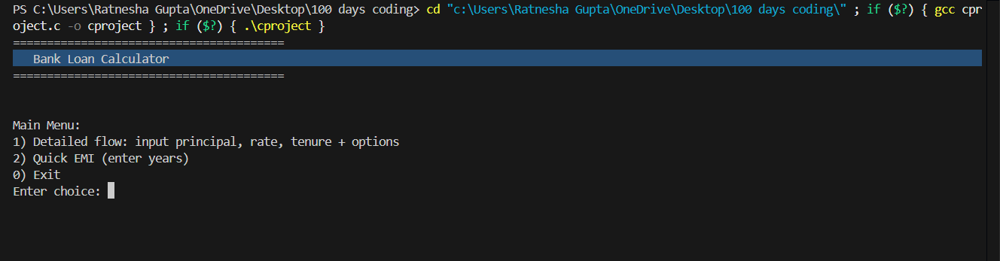 PS C:\Users\Ratnesha Gupta\OneDrive\Desktop\100 days coding> cd "c:\Users\Ratnesha Gupta\OneDrive\Desktop\100 days coding\" ; if ($?) { gcc cpr
oject.c -o cproject } ; if ($?) { .\cproject }
========================================
   Bank Loan Calculator
========================================
Main Menu:
1) Detailed flow: input principal, rate, tenure + options
2) Quick EMI (enter years)
0) Exit
Enter choice: